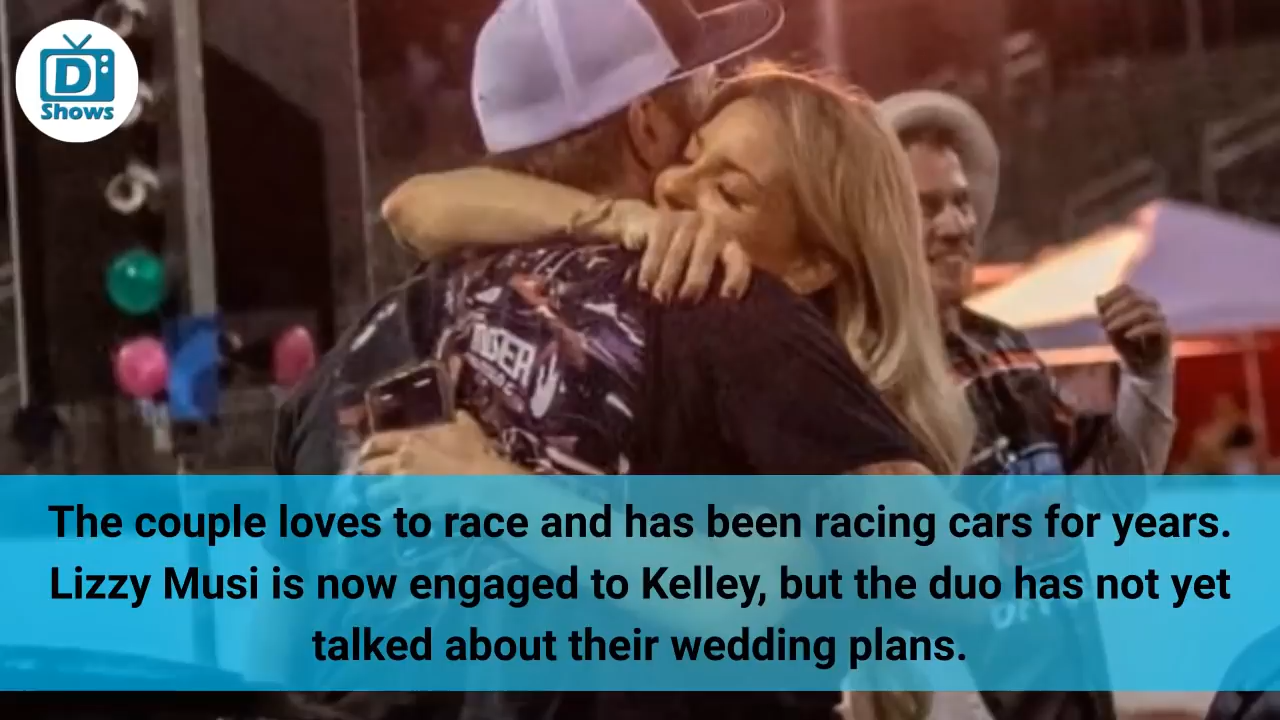 D
Shows
The couple loves to race and has been racing cars for years.
Lizzy Musi is now engaged to Kelley, but the duo has not yet
talked about their wedding plans.